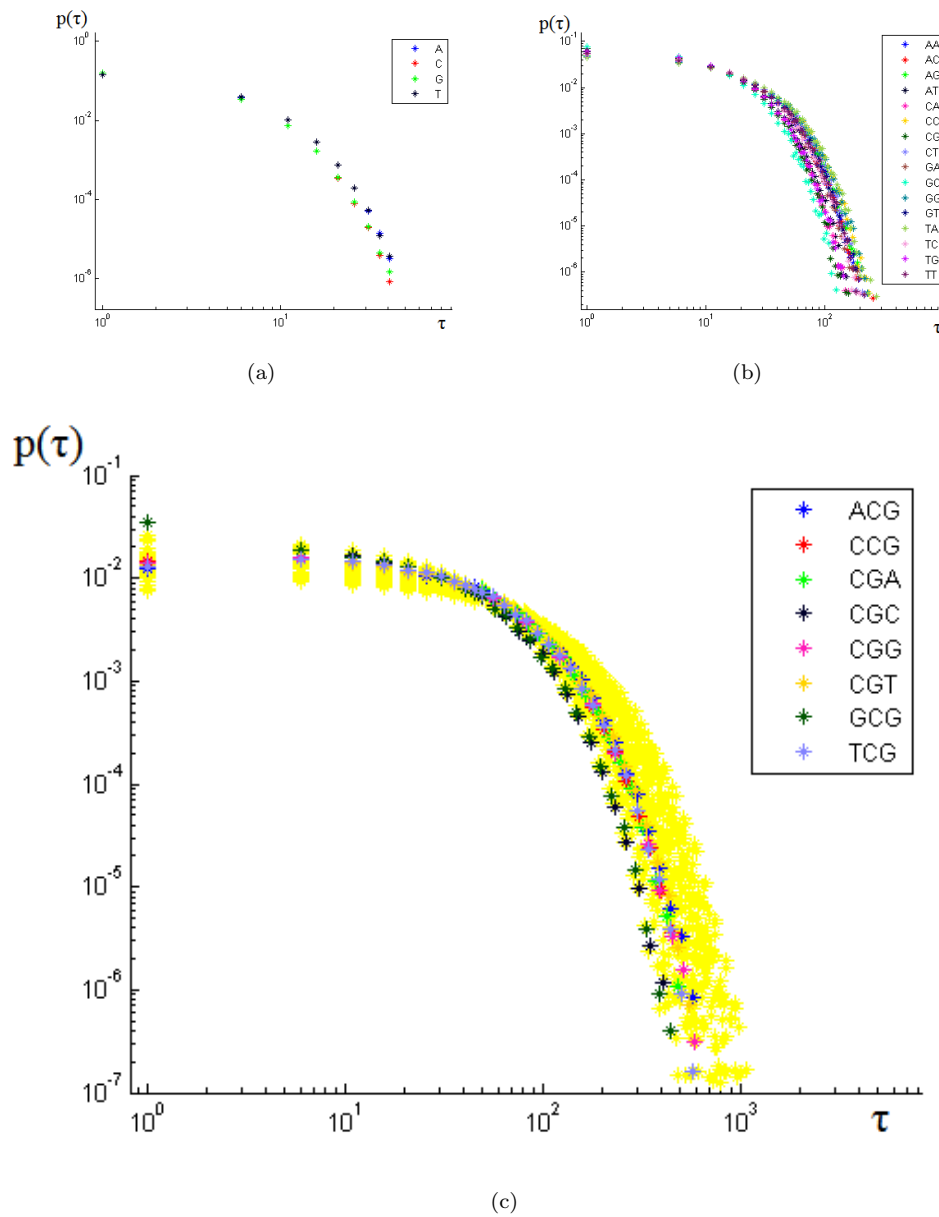 p(τ)
10^0
10^-2
10^-4
10^-6
10^0
10^1
τ
A
C
G
T
(a)
p(τ)
10^-1
10^-2
10^-3
10^-4
10^-5
10^-6
10^0
10^1
10^2
τ
AA
AC
AG
AT
CA
CC
CG
CT
GA
GC
GG
GT
TA
TC
TG
TT
(b)
p(τ)
10^-1
10^-2
10^-3
10^-4
10^-5
10^-6
10^-7
10^0
10^1
10^2
10^3
τ
ACG
CCG
CGA
CGC
CGG
CGT
GCG
TCG
(c)